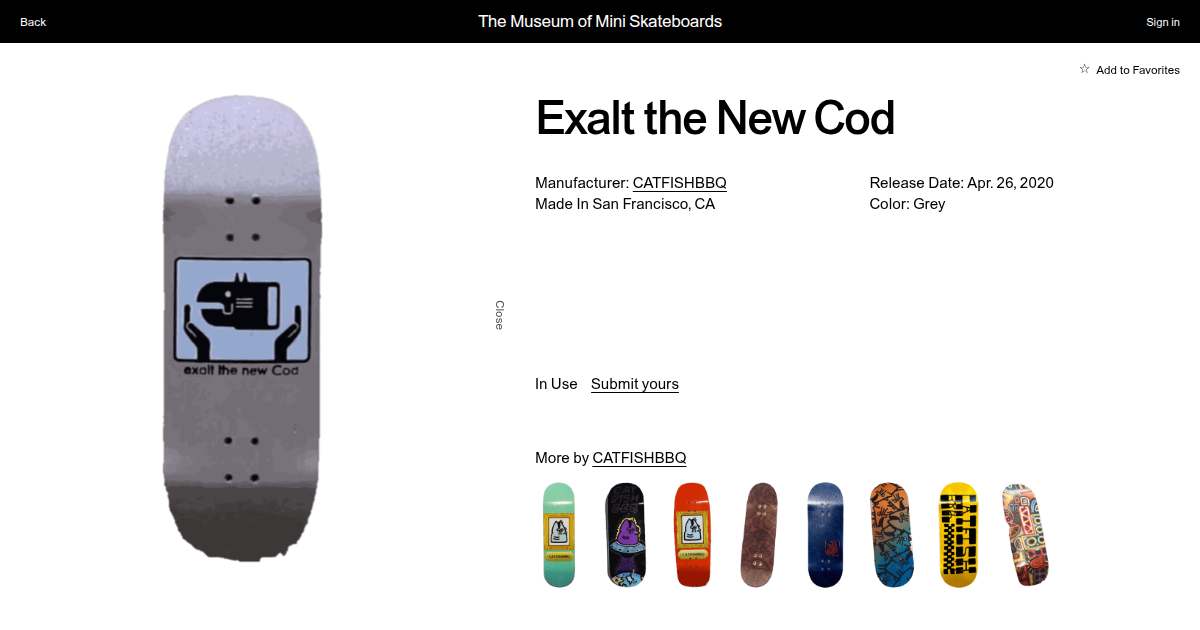 Back
The Museum of Mini Skateboards
Sign in
☆ Add to Favorites
Exalt the New Cod
Manufacturer: CATFISHBBQ
Made In San Francisco, CA
Release Date: Apr. 26, 2020
Color: Grey
exalt the new Cod
Close
In Use Submit yours
More by CATFISHBBQ